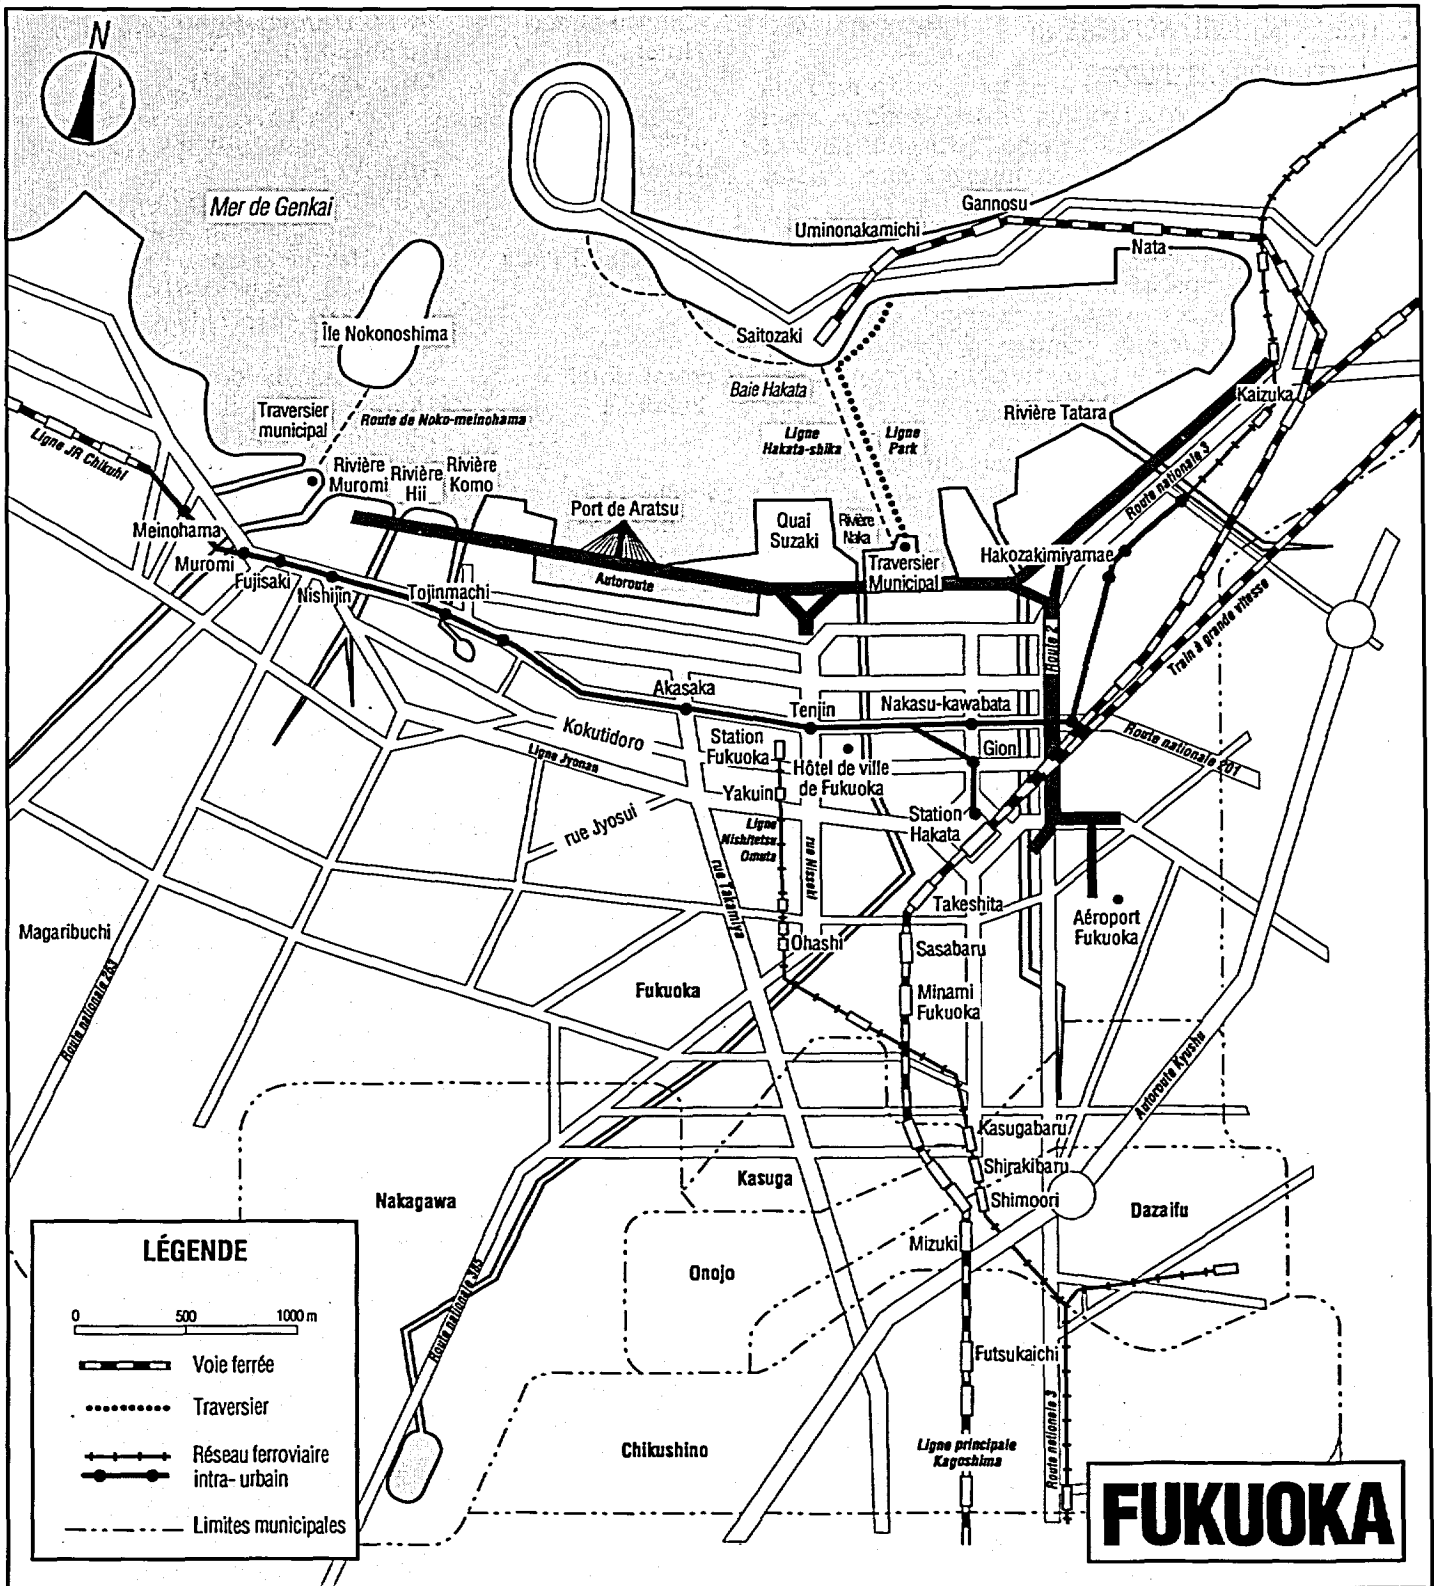 N
Mer de Genkai
Gannosu
Uminonakamichi
Nata
Île Nokonoshima
Saitozaki
Baie Hakata
Kaizuka
Rivière Tatara
Traversier
municipal
Route de Noko-meinohama
Ligne
Hakata-shika
Ligne
Park
Ligne JR Chikuhi
Rivière
Muromi
Rivière
Hii
Rivière
Komo
Route nationale 3
Port de Aratsu
Quai
Suzaki
Rivière
Naka
Meinohama
Muromi
Fujisaki
Nishijin
Tojinmachi
Autoroute
Traversier
Municipal
Hakozakimiyamae
Route 2
Train à grande vitesse
Akasaka
Tenjin
Nakasu-kawabata
Kokutidoro
Ligne Jyonan
Station
Fukuoka
Gion
Route nationale 201
Hôtel de ville
de Fukuoka
Yakuin
rue Jyosui
Ligne
Nishitetsu
Omuta
rue Nisseki
Station
Hakata
rue Takamiya
Takeshita
Aéroport
Fukuoka
Magaribuchi
Ohashi
Sasabaru
Route nationale 263
Fukuoka
Minami
Fukuoka
Autoroute Kyushu
Kasugabaru
Shirakibaru
Kasuga
Nakagawa
Shimoori
Dazaifu
Mizuki
Onojo
Route nationale 385
Futsukaichi
Chikushino
Ligne principale
Kagoshima
Route nationale 3
LÉGENDE
0 500 1000 m
Voie ferrée
Traversier
Réseau ferroviaire
intra- urbain
Limites municipales
FUKUOKA